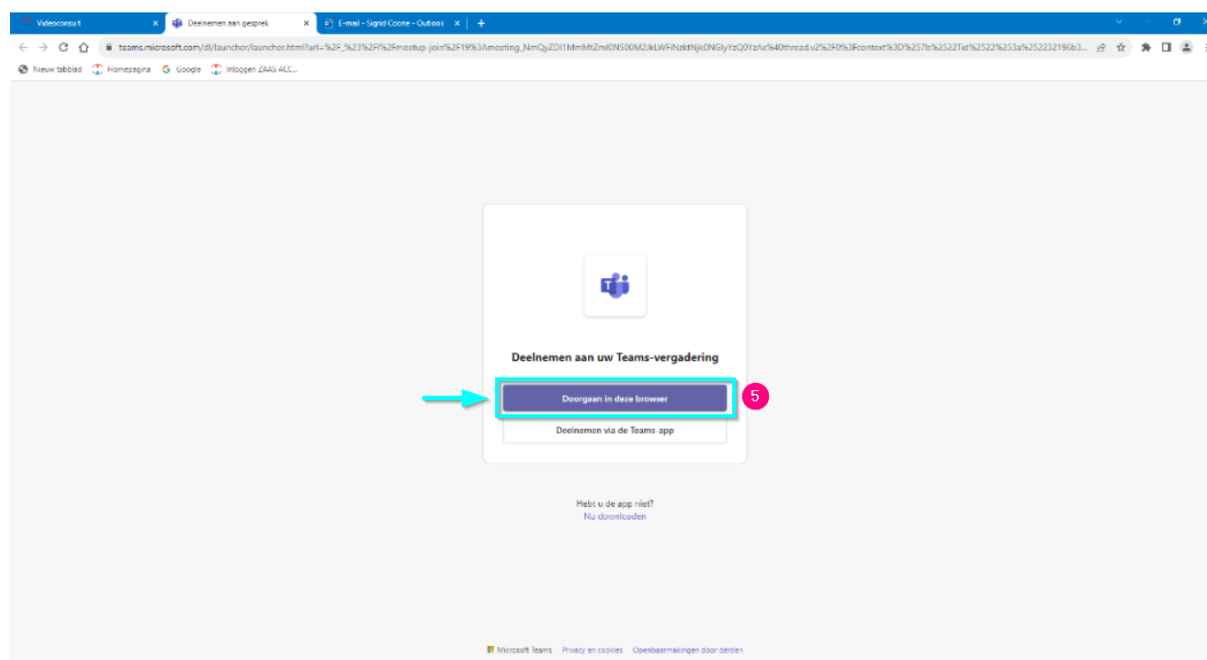 Videoconsult
Deelnemen aan gesprek
E-mail - Sigrid Coone - Outlook
Nieuw tabblad
Homepagina
Google
Inloggen ZAAS ACC...
Deelnemen aan uw Teams-vergadering
Doorgaan in deze browser
5
Deelnemen via de Teams-app
Hebt u de app niet?
Nu downloaden
Microsoft Teams Privacy en cookies Openbaarmakingen door derden